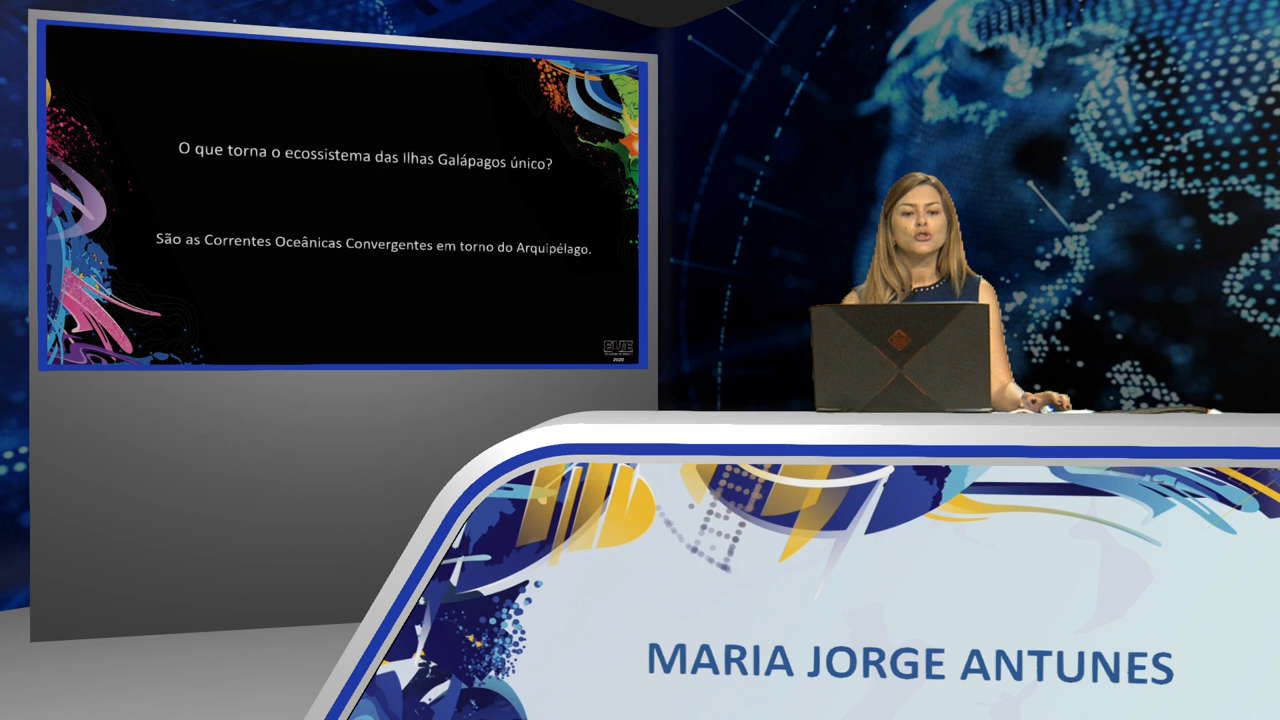 O que torna o ecossistema das Ilhas Galápagos único?
São as Correntes Oceânicas Convergentes em torno do Arquipélago.
2020
MARIA JORGE ANTUNES